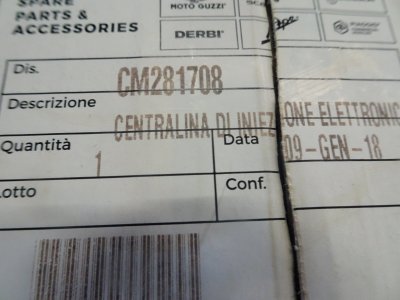 SPARE
PARTS &
ACCESSORIES
MOTO GUZZI
DERBI
Dis. CM281708
Descrizione CENTRALINA DI INIEZIONE ELETTRONIC
Quantità 1
Data 09-GEN-18
Lotto
Conf.